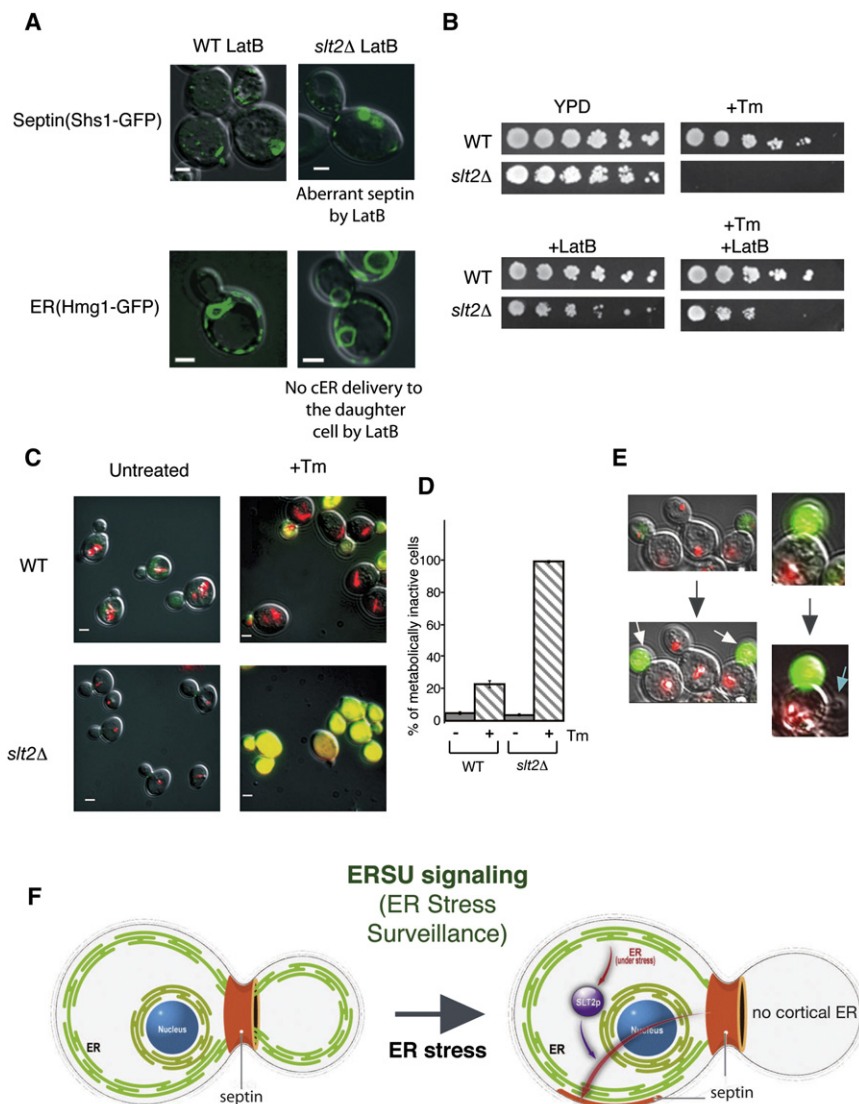 A
WT LatB
slt2Δ LatB
Septin(Shs1-GFP)
Aberrant septin
by LatB
ER(Hmg1-GFP)
No cER delivery to
the daughter
cell by LatB
B
YPD
+Tm
WT
slt2Δ
+LatB
+Tm
+LatB
WT
slt2Δ
C
Untreated
+Tm
WT
slt2Δ
D
% of metabolically inactive cells
100
80
60
40
20
0
- + - + Tm
WT slt2Δ
E
F
ERSU signaling
(ER Stress
Surveillance)
ER
Nucleus
septin
ER stress
ER
(under stress)
SLT2p
Nucleus
ER
no cortical ER
septin